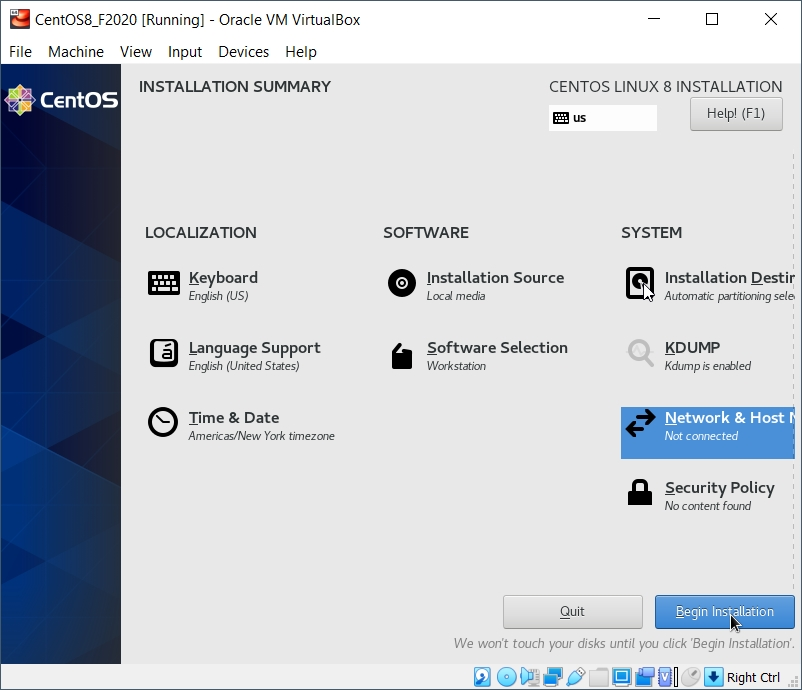 CentOS8_F2020 [Running] - Oracle VM VirtualBox
File Machine View Input Devices Help
CentOS
INSTALLATION SUMMARY
CENTOS LINUX 8 INSTALLATION
us
Help! (F1)
LOCALIZATION
Keyboard
English (US)
Language Support
English (United States)
Time & Date
Americas/New York timezone
SOFTWARE
Installation Source
Local media
Software Selection
Workstation
SYSTEM
Installation Destin
Automatic partitioning sele
KDUMP
Kdump is enabled
Network & Host N
Not connected
Security Policy
No content found
Quit
Begin Installation
We won't touch your disks until you click 'Begin Installation'.
Right Ctrl